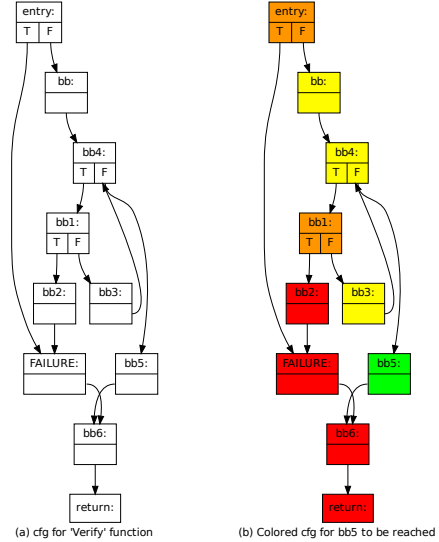 entry:
T F
bb:
bb4:
T F
bb1:
T F
bb2:
bb3:
FAILURE:
bb5:
bb6:
return:
(a) cfg for 'Verify' function
entry:
T F
bb:
bb4:
T F
bb1:
T F
bb2:
bb3:
FAILURE:
bb5:
bb6:
return:
(b) Colored cfg for bb5 to be reached